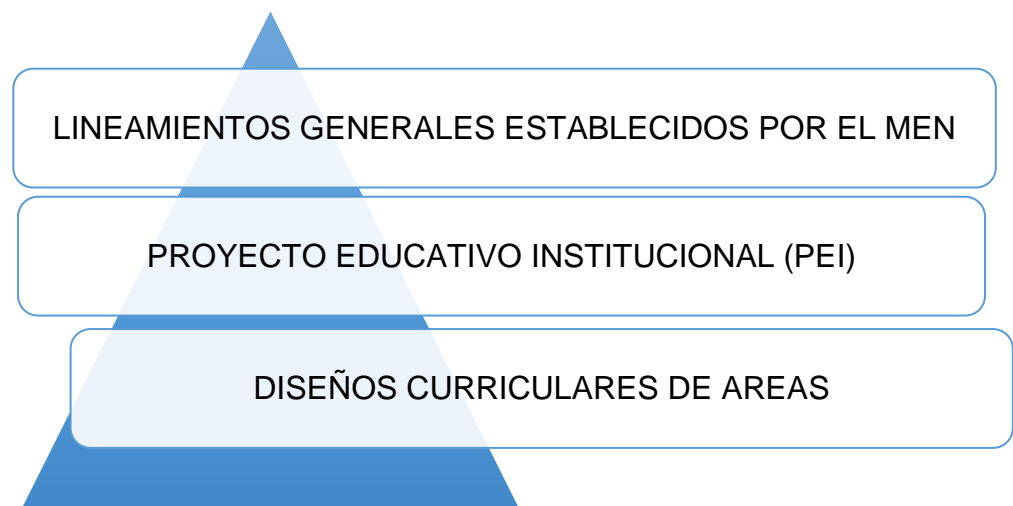 LINEAMIENTOS GENERALES ESTABLECIDOS POR EL MEN
PROYECTO EDUCATIVO INSTITUCIONAL (PEI)
DISEÑOS CURRICULARES DE AREAS